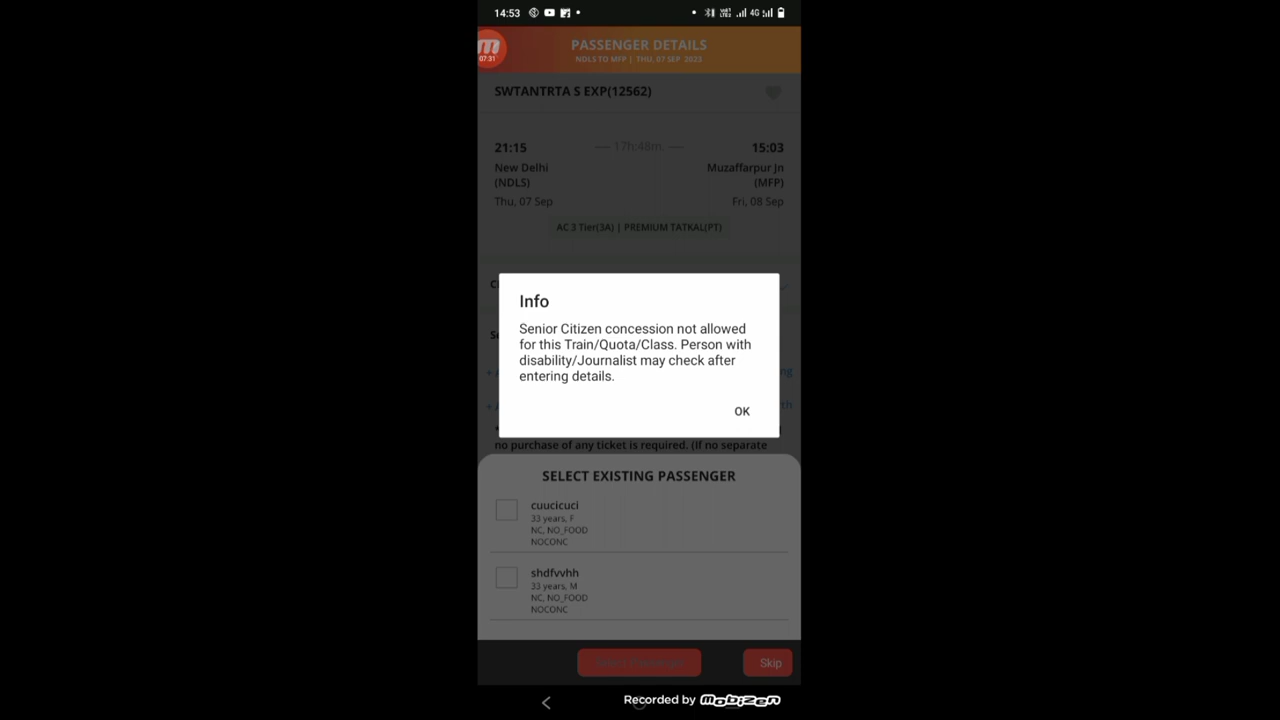 14:53
4G
PASSENGER DETAILS
07:31
NDLS TO MFP | THU, 07 SEP 2023
SWTANTRTA S EXP(12562)
21:15
17h:48m
15:03
New Delhi
(NDLS)
Muzaffarpur Jn
(MFP)
Thu, 07 Sep
Fri, 08 Sep
AC 3 Tier(3A) | PREMIUM TATKAL(PT)
Info
Senior Citizen concession not allowed
for this Train/Quota/Class. Person with
disability/Journalist may check after
entering details.
OK
no purchase of any ticket is required. (If no separate
SELECT EXISTING PASSENGER
cuucicuci
33 years, F
NC, NO_FOOD
NOCONC
shdfvvhh
33 years, M
NC, NO_FOOD
NOCONC
Skip
Recorded by mobizen